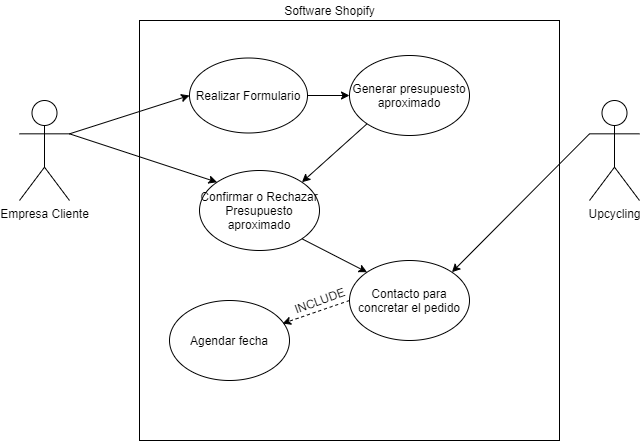 Software Shopify
Realizar Formulario
Generar presupuesto
aproximado
Empresa Cliente
Confirmar o Rechazar
Presupuesto
aproximado
Upcycling
Contacto para
concretar el pedido
INCLUDE
Agendar fecha